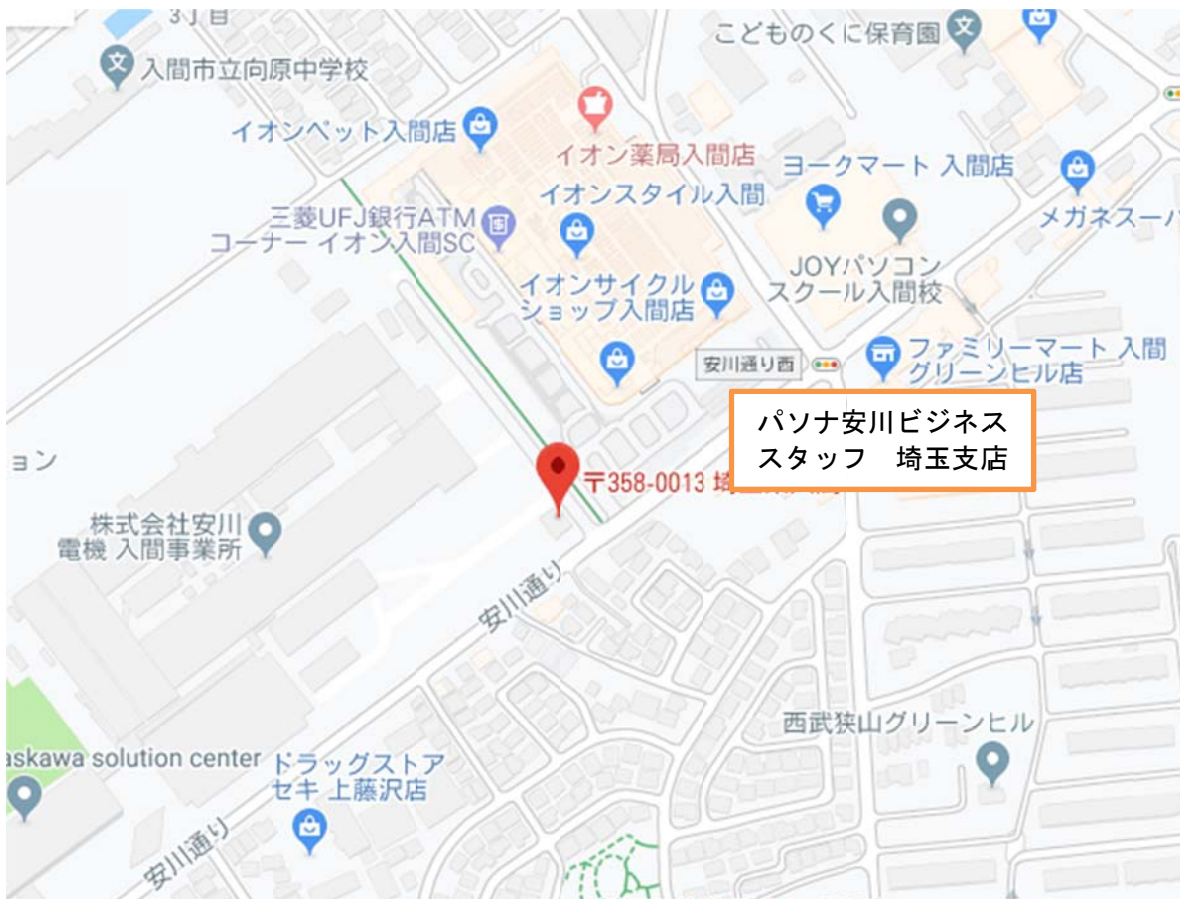 3丁目
こどものくに保育園
入間市立向原中学校
イオンペット入間店
イオン薬局入間店
ヨークマート 入間店
イオンスタイル入間
三菱UFJ銀行ATM
コーナー イオン入間SC
メガネスーパ
JOYパソコン
スクール入間校
イオンサイクル
ショップ入間店
安川通り西
ファミリーマート 入間
グリーンヒル店
パソナ安川ビジネス
スタッフ 埼玉支店
ョン
〒358-0013 埼
株式会社安川
電機 入間事業所
安川通り
西武狭山グリーンヒル
askawa solution center
ドラッグストア
セキ 上藤沢店
安川通り